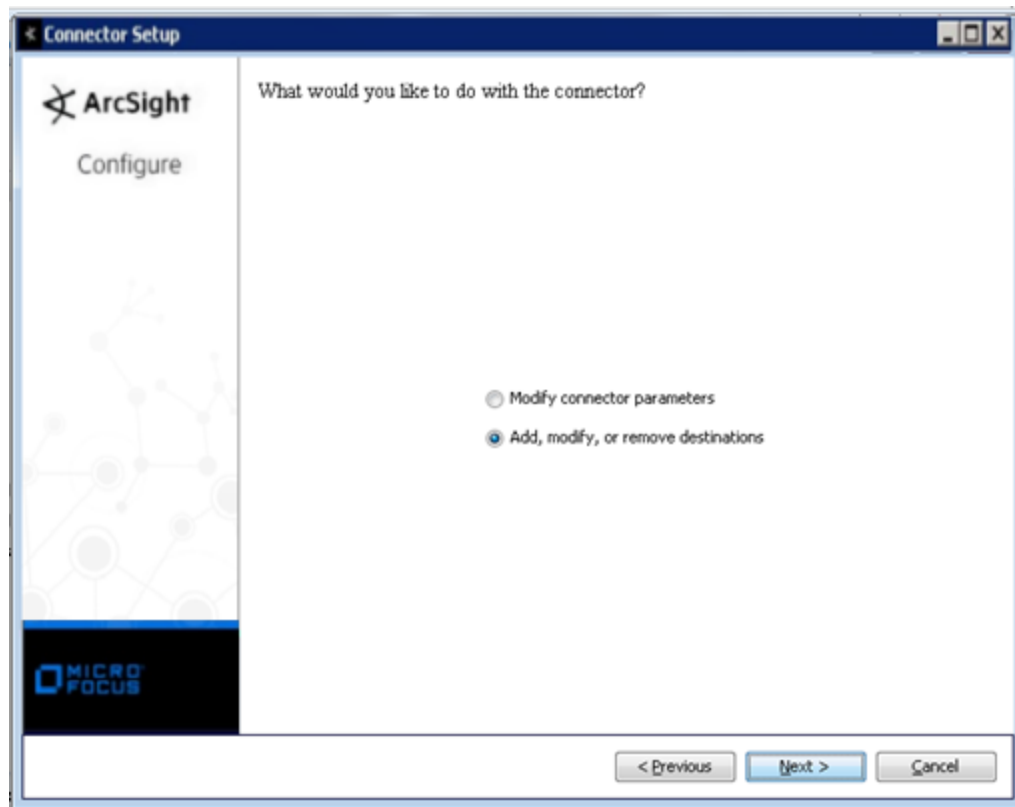 Connector Setup
ArcSight
Configure
What would you like to do with the connector?
Modify connector parameters
Add, modify, or remove destinations
MICRO
FOCUS
< Previous
Next >
Cancel